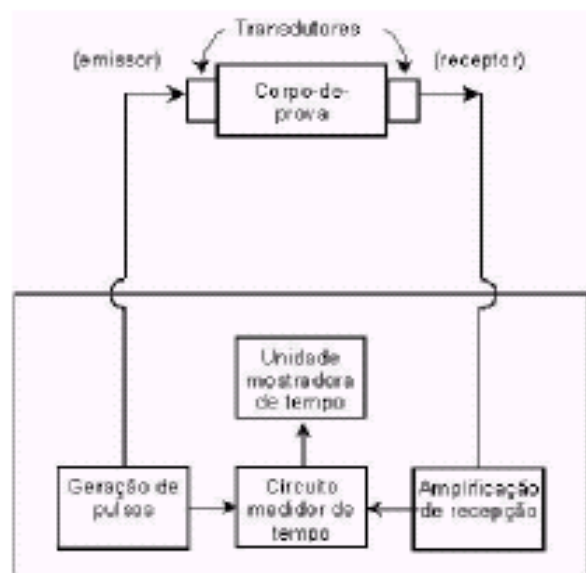 Transdutores
(emissor)
(receptor)
Corpo-de-
prova
Unidade
mostradora
de tempo
Geração de
pulsos
Circuito
medidor de
tempo
Amplificação
de recepção